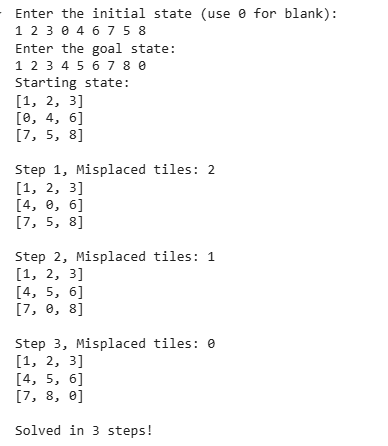 Enter the initial state (use 0 for blank):
1 2 3 0 4 6 7 5 8
Enter the goal state:
1 2 3 4 5 6 7 8 0
Starting state:
[1, 2, 3]
[0, 4, 6]
[7, 5, 8]

Step 1, Misplaced tiles: 2
[1, 2, 3]
[4, 0, 6]
[7, 5, 8]

Step 2, Misplaced tiles: 1
[1, 2, 3]
[4, 5, 6]
[7, 0, 8]

Step 3, Misplaced tiles: 0
[1, 2, 3]
[4, 5, 6]
[7, 8, 0]

Solved in 3 steps!